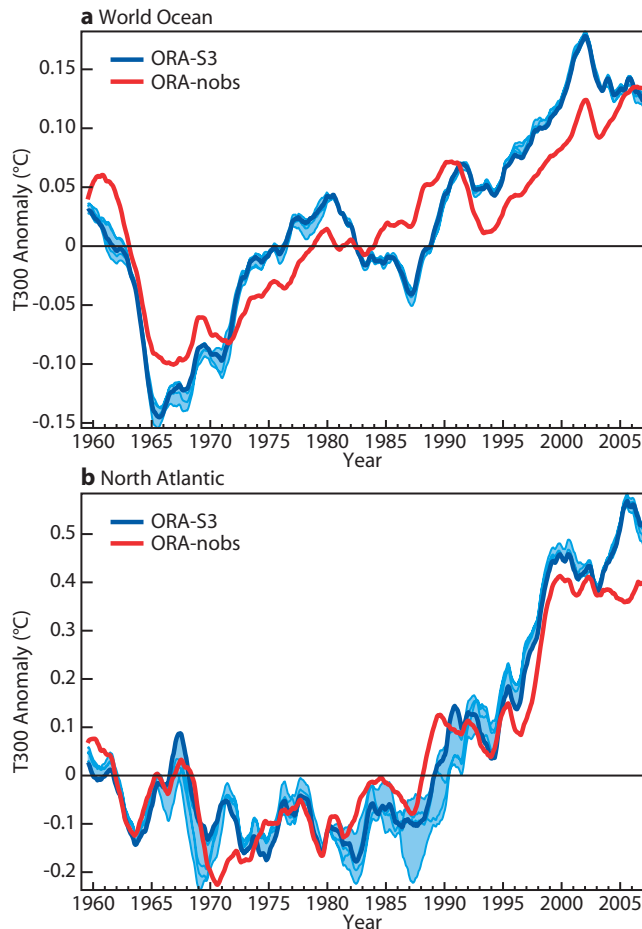 a World Ocean
ORA-S3
ORA-nobs
T300 Anomaly (°C)
0.15
0.10
0.05
0
-0.05
-0.10
-0.15
1960 1965 1970 1975 1980 1985 1990 1995 2000 2005
Year
b North Atlantic
ORA-S3
ORA-nobs
T300 Anomaly (°C)
0.5
0.4
0.3
0.2
0.1
0
-0.1
-0.2
1960 1965 1970 1975 1980 1985 1990 1995 2000 2005
Year